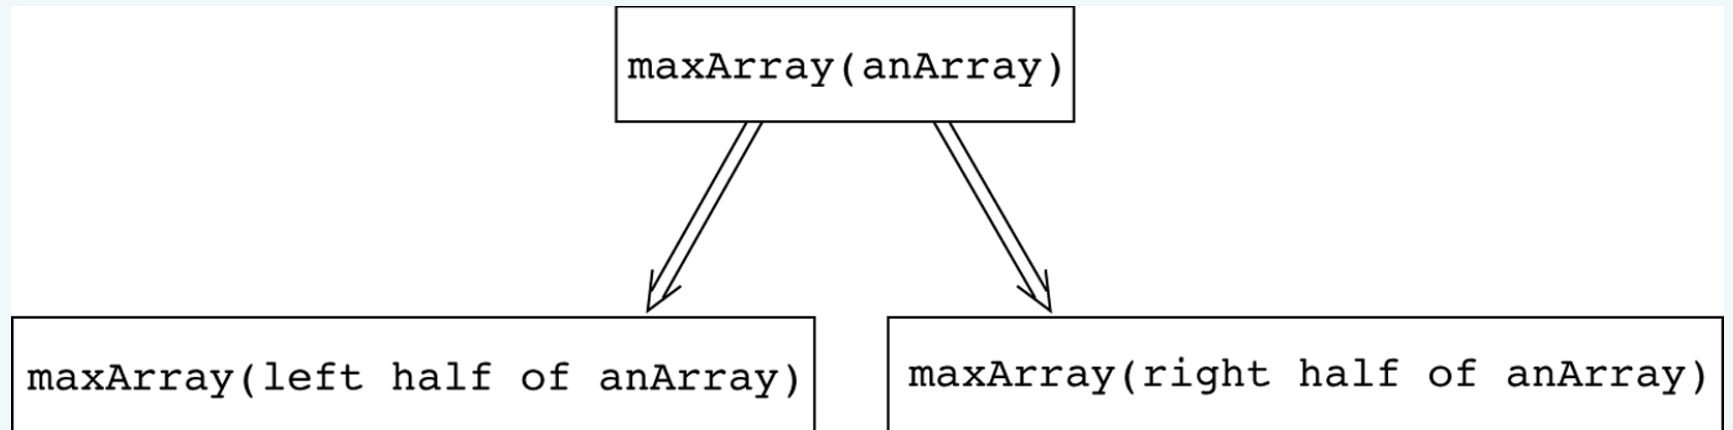 maxArray(anArray)
maxArray(left half of anArray)
maxArray(right half of anArray)